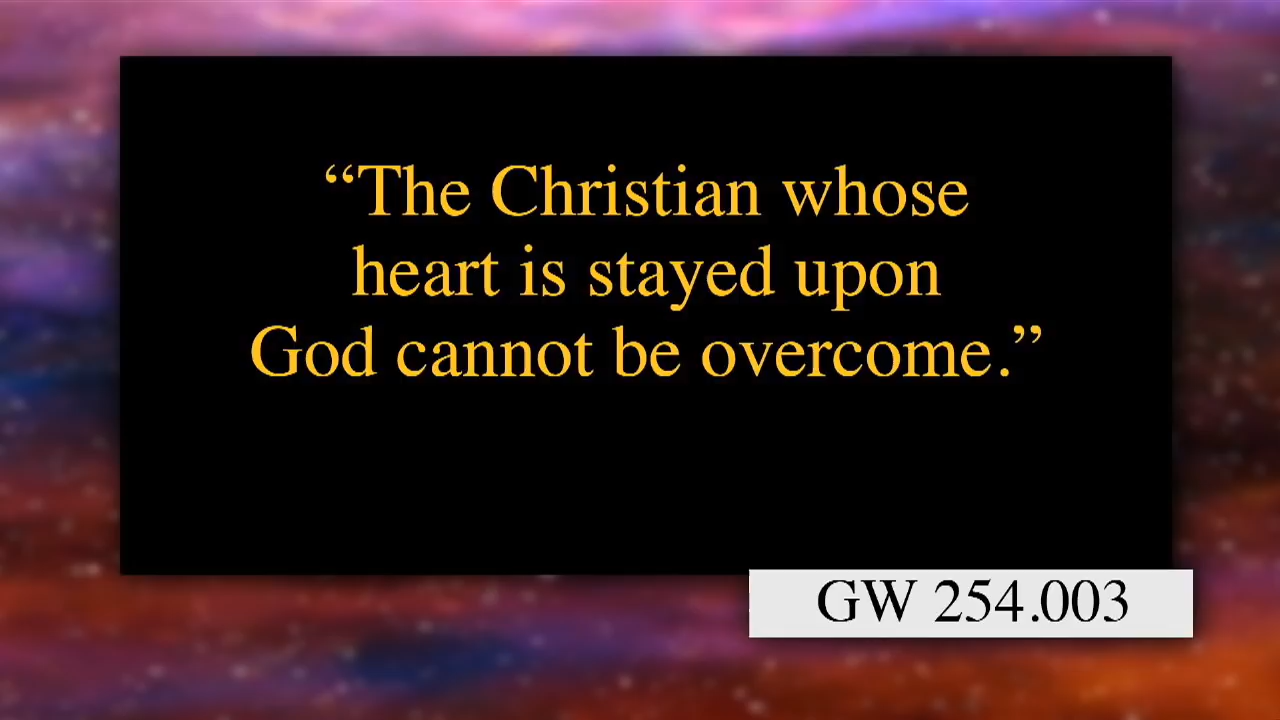 “The Christian whose
heart is stayed upon
God cannot be overcome.”
GW 254.003